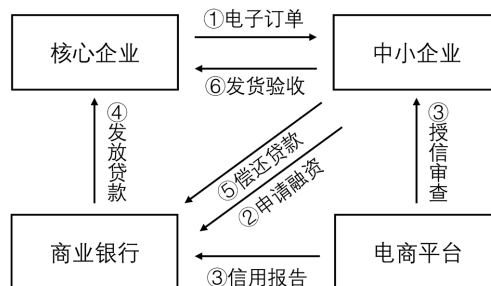 ①电子订单
核心企业
中小企业
⑥发货验收
④发放贷款
③授信审查
⑤偿还贷款
②申请融资
商业银行
电商平台
③信用报告